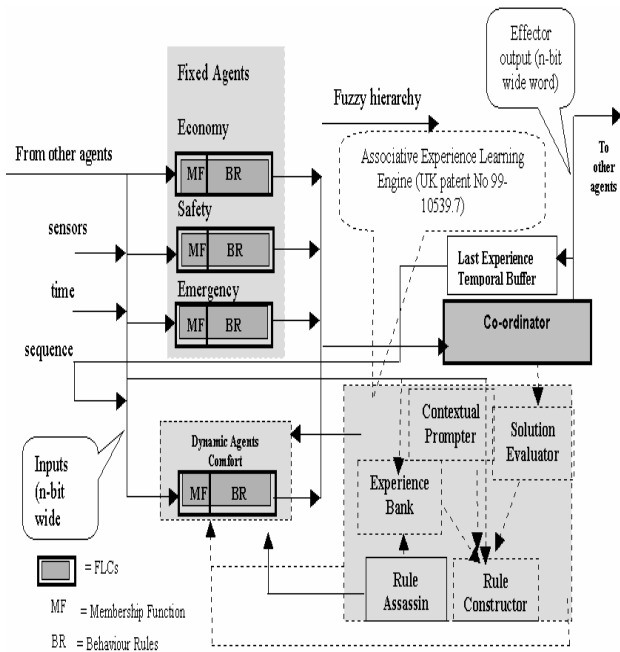 Fixed Agents
Economy
MF BR
Safety
MF BR
Emergency
MF BR
From other agents
sensors
time
sequence
Inputs
(n-bit
wide
Dynamic Agents
Comfort
MF BR
= FLCs
MF = Membership Function
BR = Behaviour Rules
Fuzzy hierarchy
Associative Experience Learning
Engine (UK patent No 99-
10539.7)
Effector
output (n-bit
wide word)
To
other
agents
Last Experience
Temporal Buffer
Co-ordinator
Contextual
Prompter
Solution
Evaluator
Experience
Bank
Rule
Assassin
Rule
Constructor